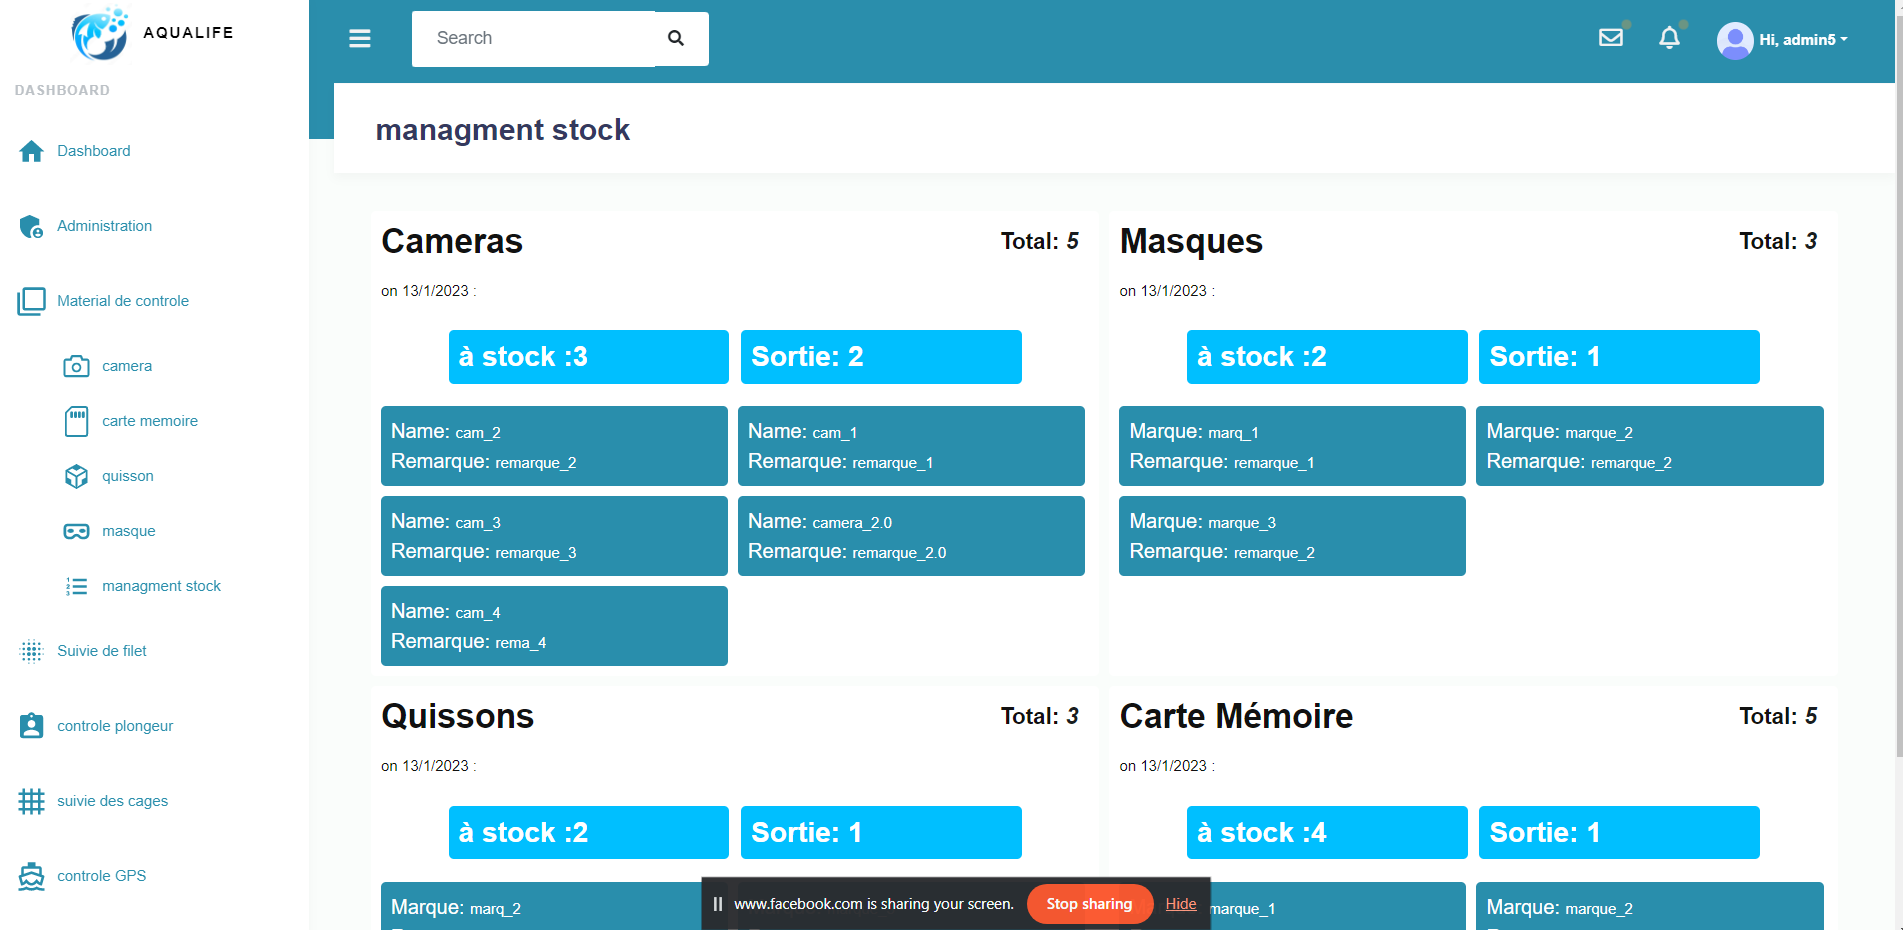 AQUALIFE
DASHBOARD
Dashboard
Administration
Material de controle
camera
carte memoire
quisson
masque
managment stock
Suivie de filet
controle plongeur
suivie des cages
controle GPS
Search
Hi, admin5
managment stock
Cameras
Total: 5
on 13/1/2023 :
à stock :3
Sortie: 2
Name: cam_2
Remarque: remarque_2
Name: cam_1
Remarque: remarque_1
Name: cam_3
Remarque: remarque_3
Name: camera_2.0
Remarque: remarque_2.0
Name: cam_4
Remarque: rema_4
Masques
Total: 3
on 13/1/2023 :
à stock :2
Sortie: 1
Marque: marq_1
Remarque: remarque_1
Marque: marque_2
Remarque: remarque_2
Marque: marque_3
Remarque: remarque_2
Quissons
Total: 3
on 13/1/2023 :
à stock :2
Sortie: 1
Marque: marq_2
Carte Mémoire
Total: 5
on 13/1/2023 :
à stock :4
Sortie: 1
marque_1
Marque: marque_2
www.facebook.com is sharing your screen.
Stop sharing
Hide